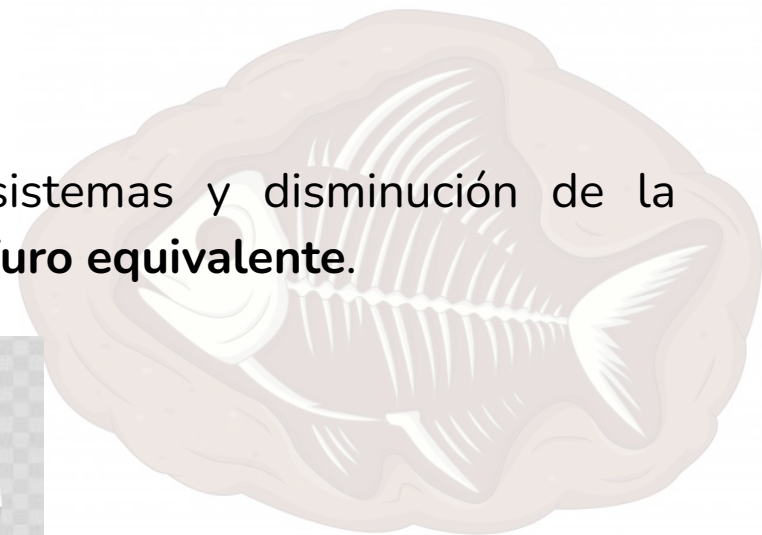 sistemas y disminución de la
uro equivalente.